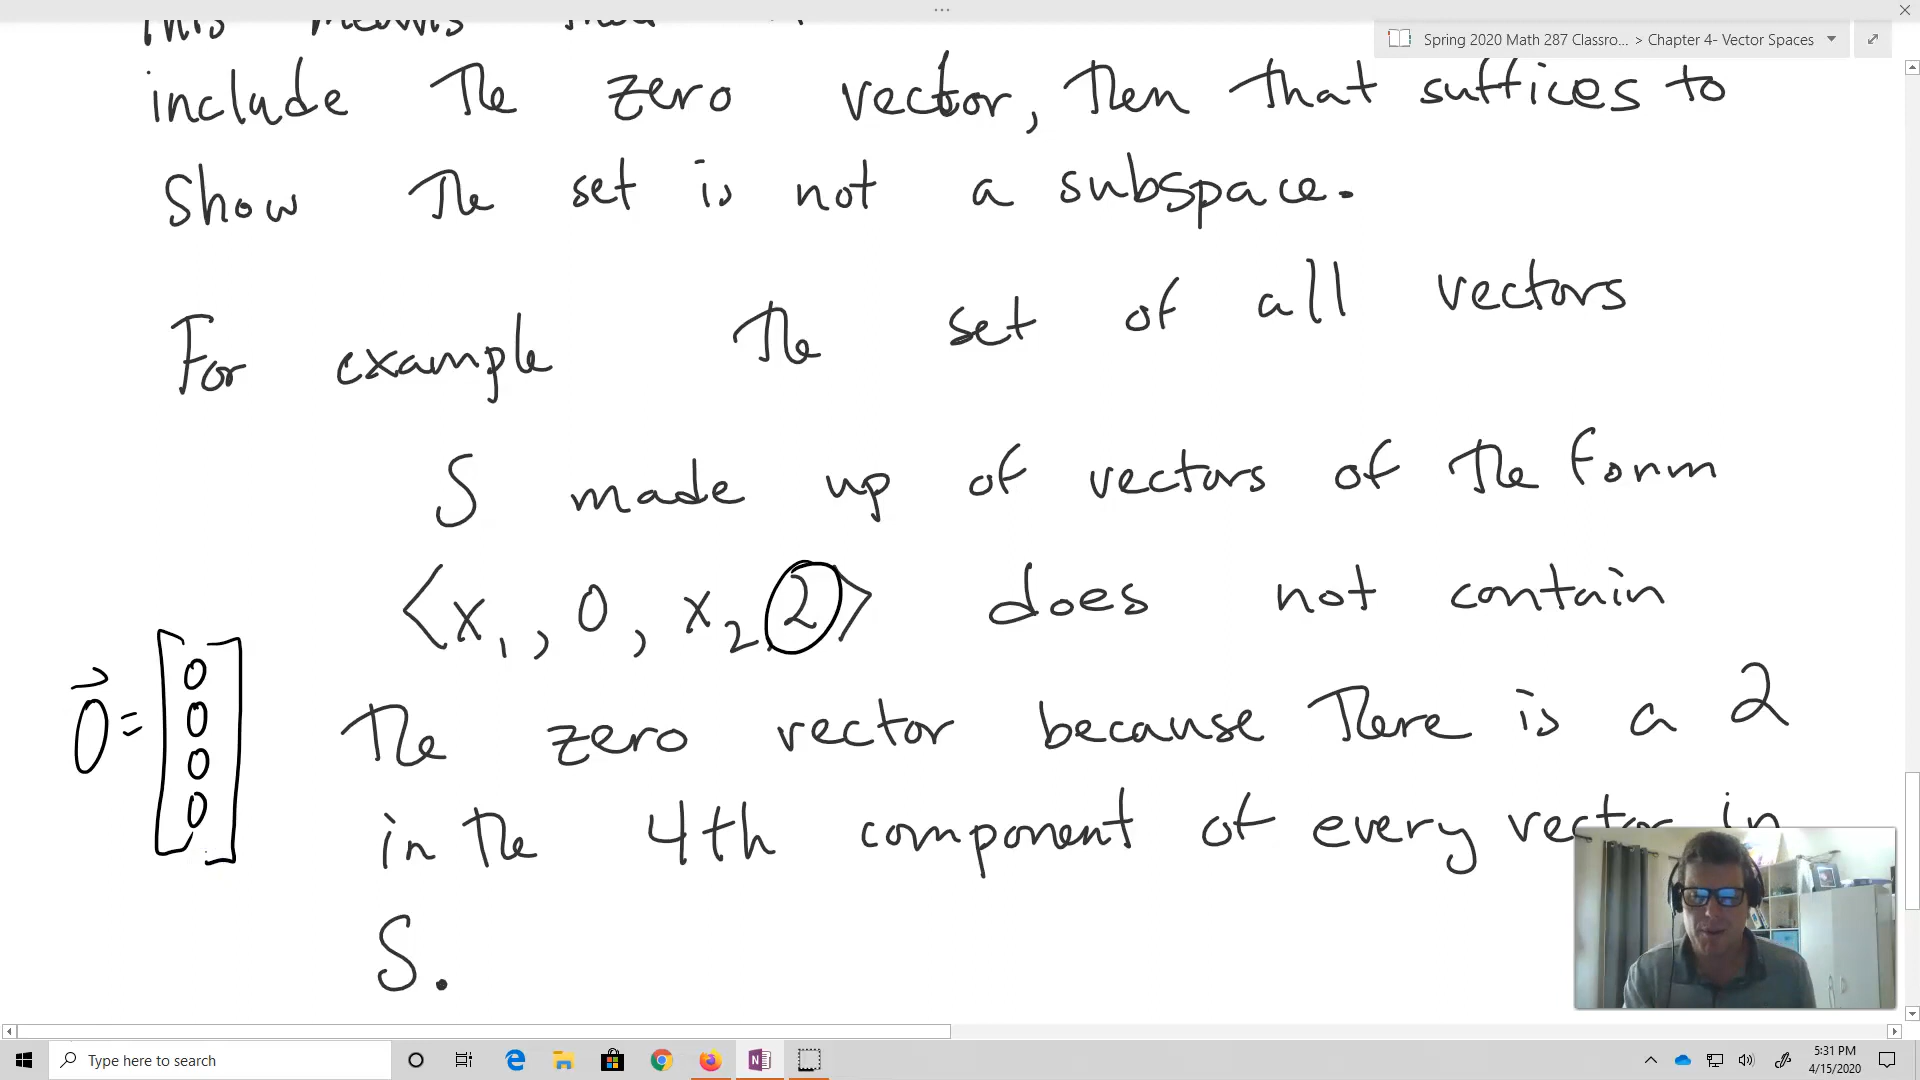 Spring 2020 Math 287 Classro... > Chapter 4- Vector Spaces
This means that
include the zero vector, then that suffices to
show the set is not a subspace.
For example the set of all vectors
S made up of vectors of the form
<x₁, 0, x₂ 2> does not contain
0⃗ = [0 0 0 0]
the zero vector because there is a 2
in the 4th component of every vector in
S.
Type here to search
5:31 PM
4/15/2020